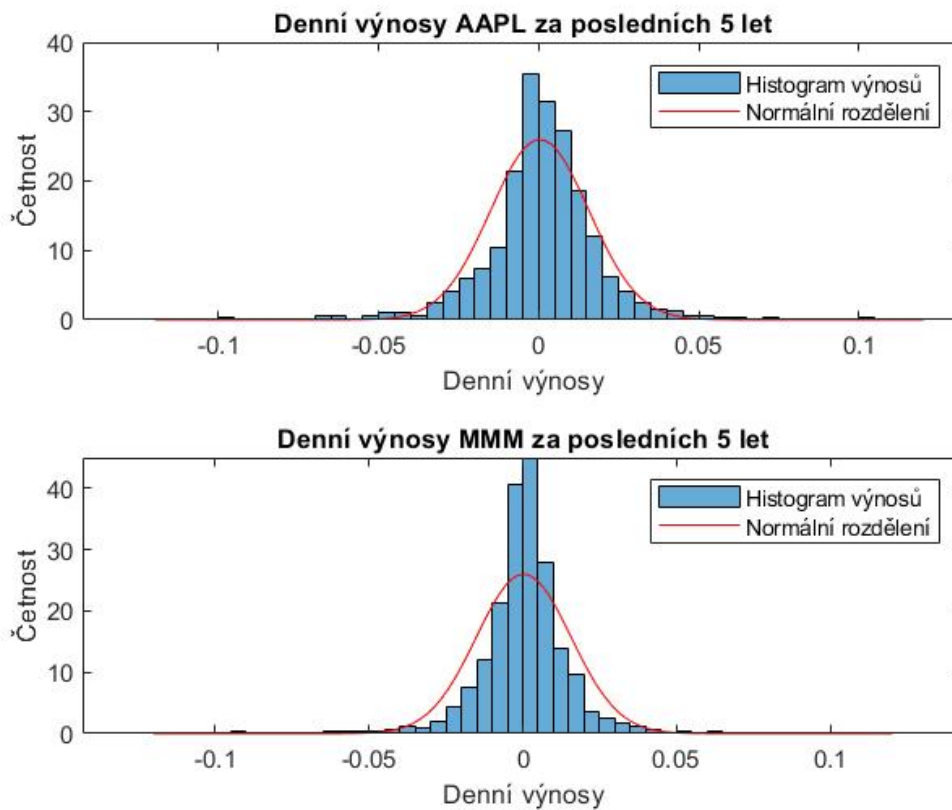 Denní výnosy AAPL za posledních 5 let
40
30
20
10
0
Četnost
Histogram výnosů
Normální rozdělení
-0.1
-0.05
0
0.05
0.1
Denní výnosy
Denní výnosy MMM za posledních 5 let
40
30
20
10
0
Četnost
Histogram výnosů
Normální rozdělení
-0.1
-0.05
0
0.05
0.1
Denní výnosy